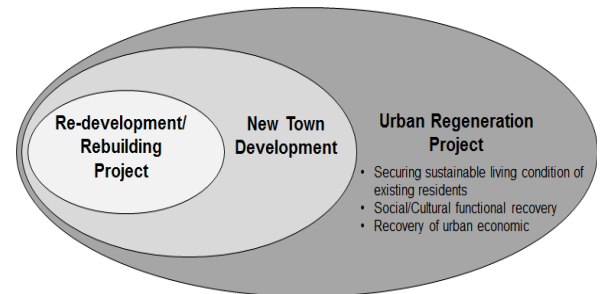 Re-development/
Rebuilding
Project
New Town
Development
Urban Regeneration
Project
• Securing sustainable living condition of
existing residents
• Social/Cultural functional recovery
• Recovery of urban economic